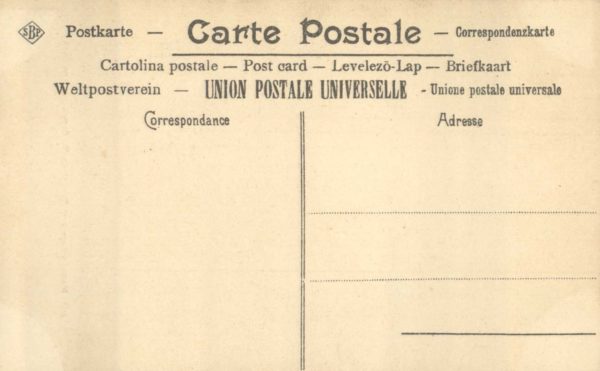 SBP Postkarte — Carte Postale — Correspondenzkarte
Cartolina postale — Post card — Levelezö-Lap — Briefkaart
Weltpostverein — UNION POSTALE UNIVERSELLE - Unione postale universale
Correspondance Adresse